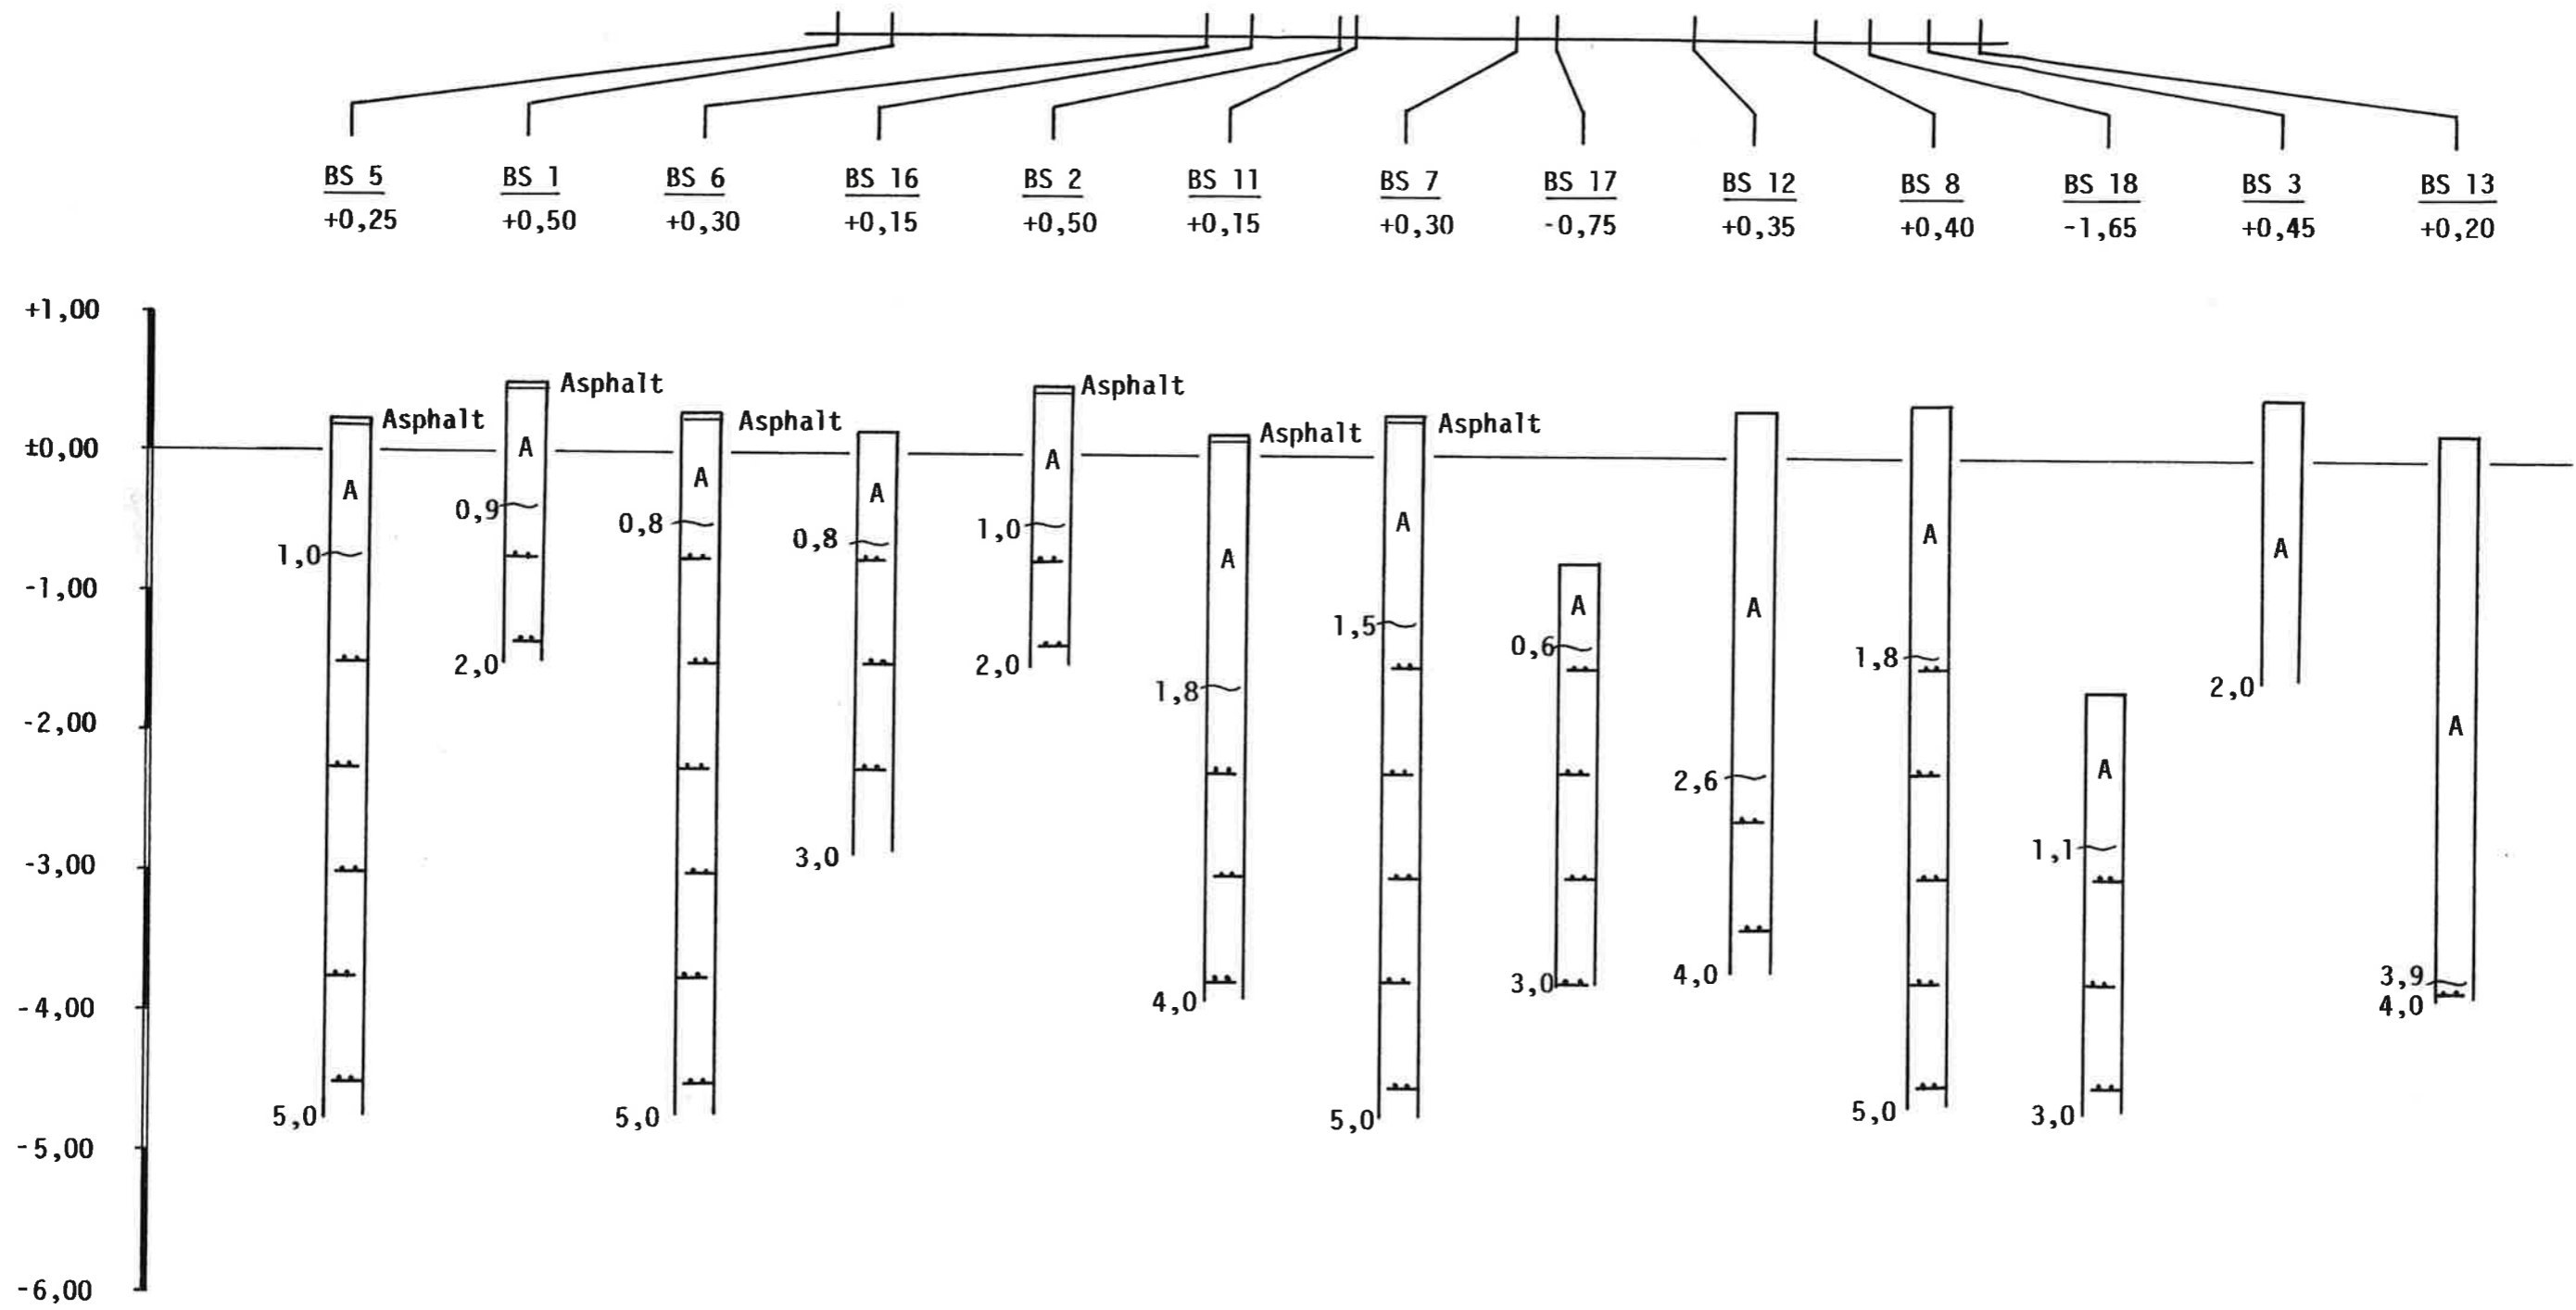 BS 5 BS 1 BS 6 BS 16 BS 2 BS 11 BS 7 BS 17 BS 12 BS 8 BS 18 BS 3 BS 13
+0,25 +0,50 +0,30 +0,15 +0,50 +0,15 +0,30 -0,75 +0,35 +0,40 -1,65 +0,45 +0,20
+1,00
Asphalt Asphalt
Asphalt Asphalt Asphalt
Asphalt
±0,00 A
A
A A A
A
A A
A A
0,9 0,8 1,0
0,8
1,0
-1,00
A A
1,5 0,6
2,0 2,0 1,8
1,8 2,0
-2,00 A
A
2,6
3,0 1,1
-3,00
4,0 3,0 4,0 3,9
-4,00 4,0
5,0 5,0 5,0 5,0 3,0
-5,00
-6,00